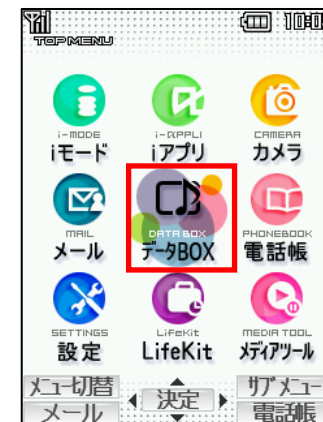 10:00
TOP MENU
i-MODE i-αPPLI CAMERA
iモード iアプリ カメラ
MAIL DATA BOX PHONEBOOK
メール データBOX 電話帳
SETTINGS LifeKit MEDIA TOOL
設定 LifeKit メディアツール
メニュー切替 サブメニュー
決定
メール 電話帳